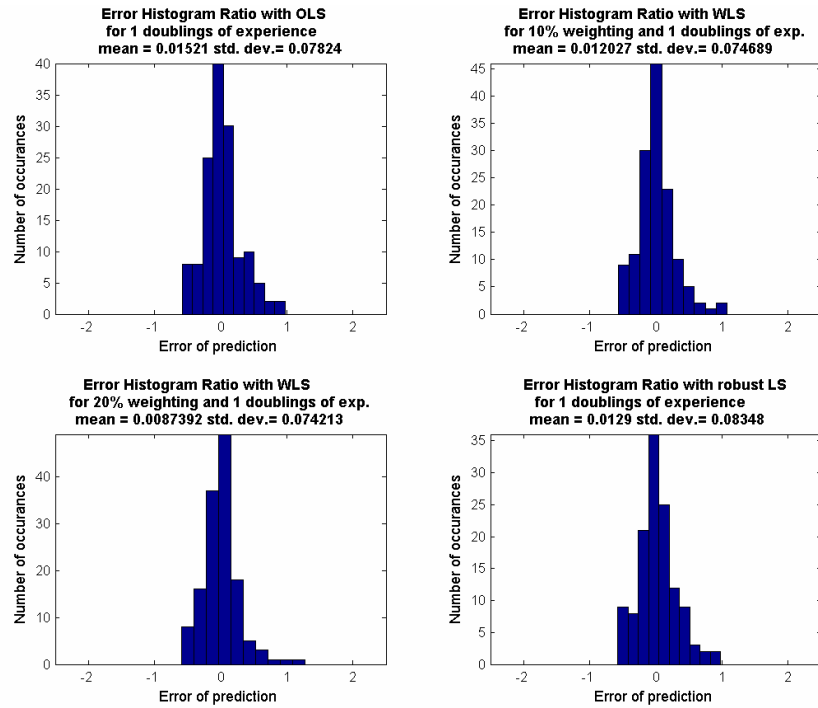 Error Histogram Ratio with OLS
for 1 doublings of experience
mean = 0.01521 std. dev.= 0.07824
Number of occurances
40
35
30
25
20
15
10
5
0
-2 -1 0 1 2
Error of prediction
Error Histogram Ratio with WLS
for 10% weighting and 1 doublings of exp.
mean = 0.012027 std. dev.= 0.074689
Number of occurances
45
40
35
30
25
20
15
10
5
0
-2 -1 0 1 2
Error of prediction
Error Histogram Ratio with WLS
for 20% weighting and 1 doublings of exp.
mean = 0.0087392 std. dev.= 0.074213
Number of occurances
40
30
20
10
0
-2 -1 0 1 2
Error of prediction
Error Histogram Ratio with robust LS
for 1 doublings of experience
mean = 0.0129 std. dev.= 0.08348
Number of occurances
35
30
25
20
15
10
5
0
-2 -1 0 1 2
Error of prediction